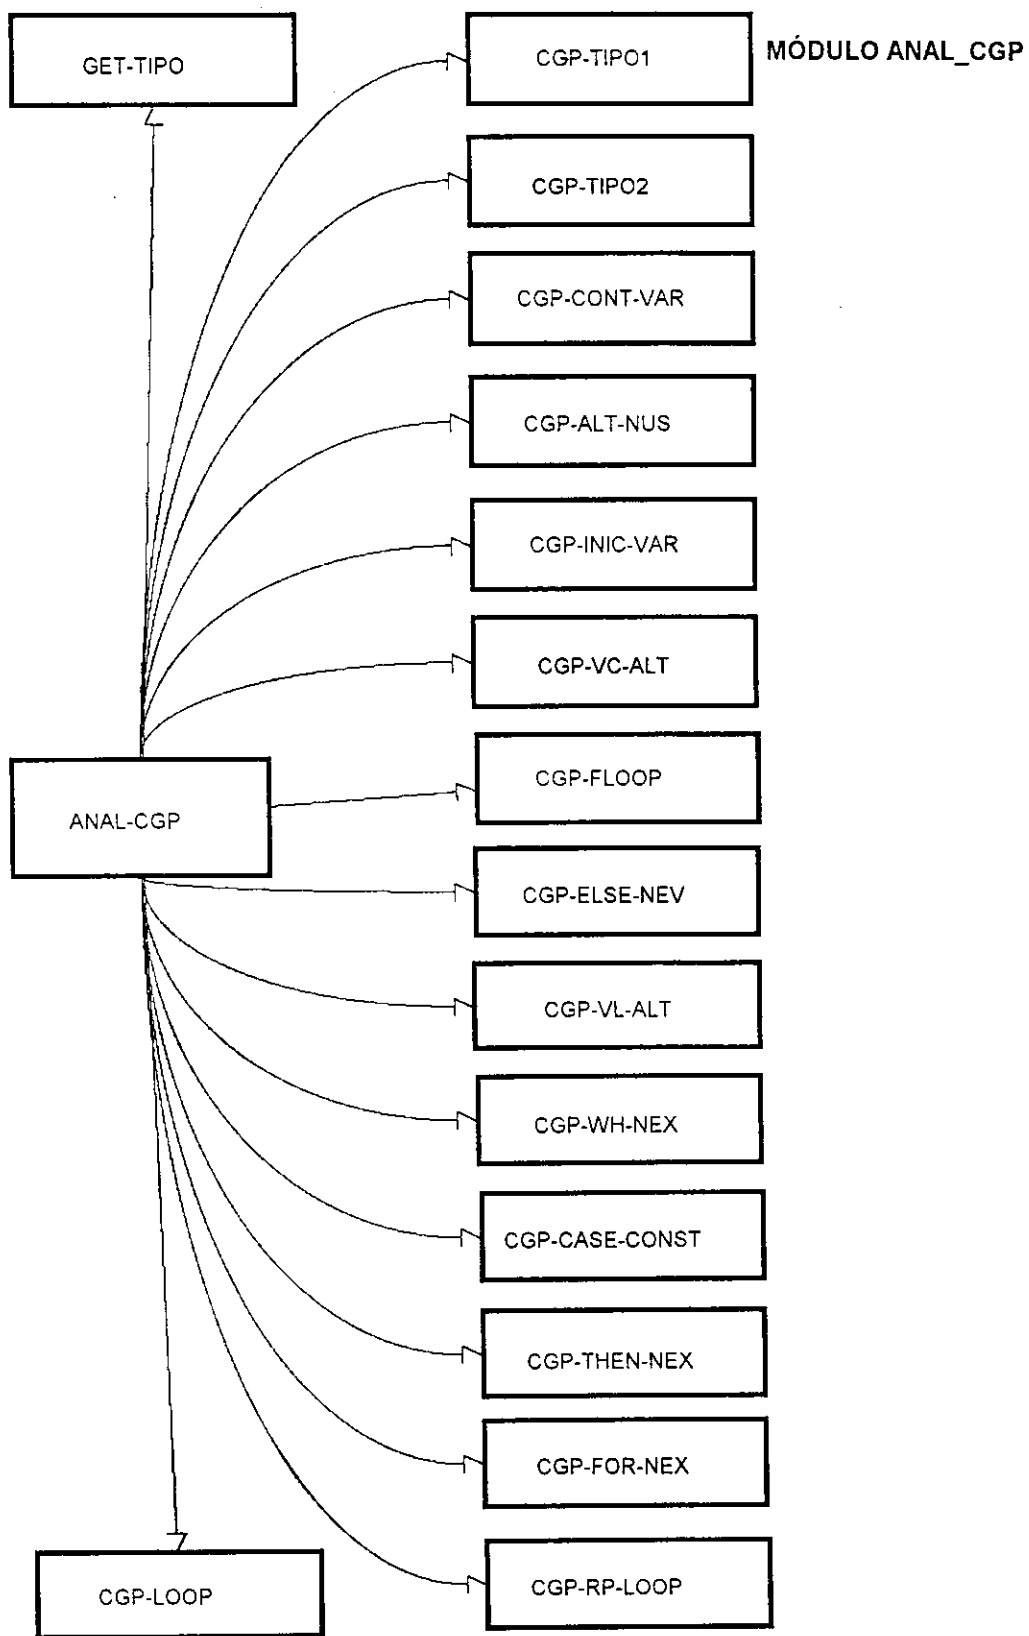 MÓDULO ANAL_CGP
GET-TIPO
CGP-TIPO1
CGP-TIPO2
CGP-CONT-VAR
CGP-ALT-NUS
CGP-INIC-VAR
CGP-VC-ALT
CGP-FLOOP
ANAL-CGP
CGP-ELSE-NEV
CGP-VL-ALT
CGP-WH-NEX
CGP-CASE-CONST
CGP-THEN-NEX
CGP-FOR-NEX
CGP-RP-LOOP
CGP-LOOP